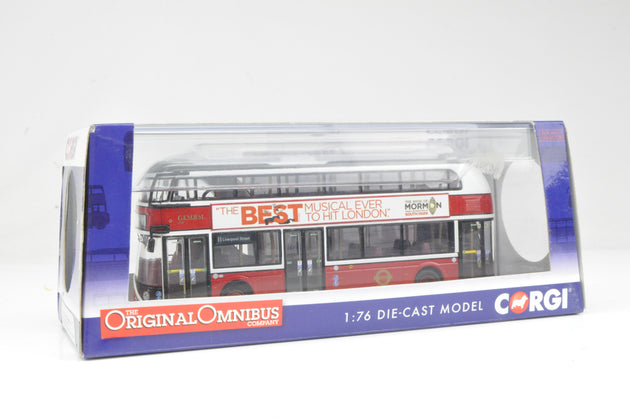 GENERAL
"THE BEST MUSICAL EVER
TO HIT LONDON."
THE BOOK OF
MORMON
11 Liverpool Street
THE
ORIGINAL OMNIBUS
COMPANY
1:76 DIE-CAST MODEL
CORGI